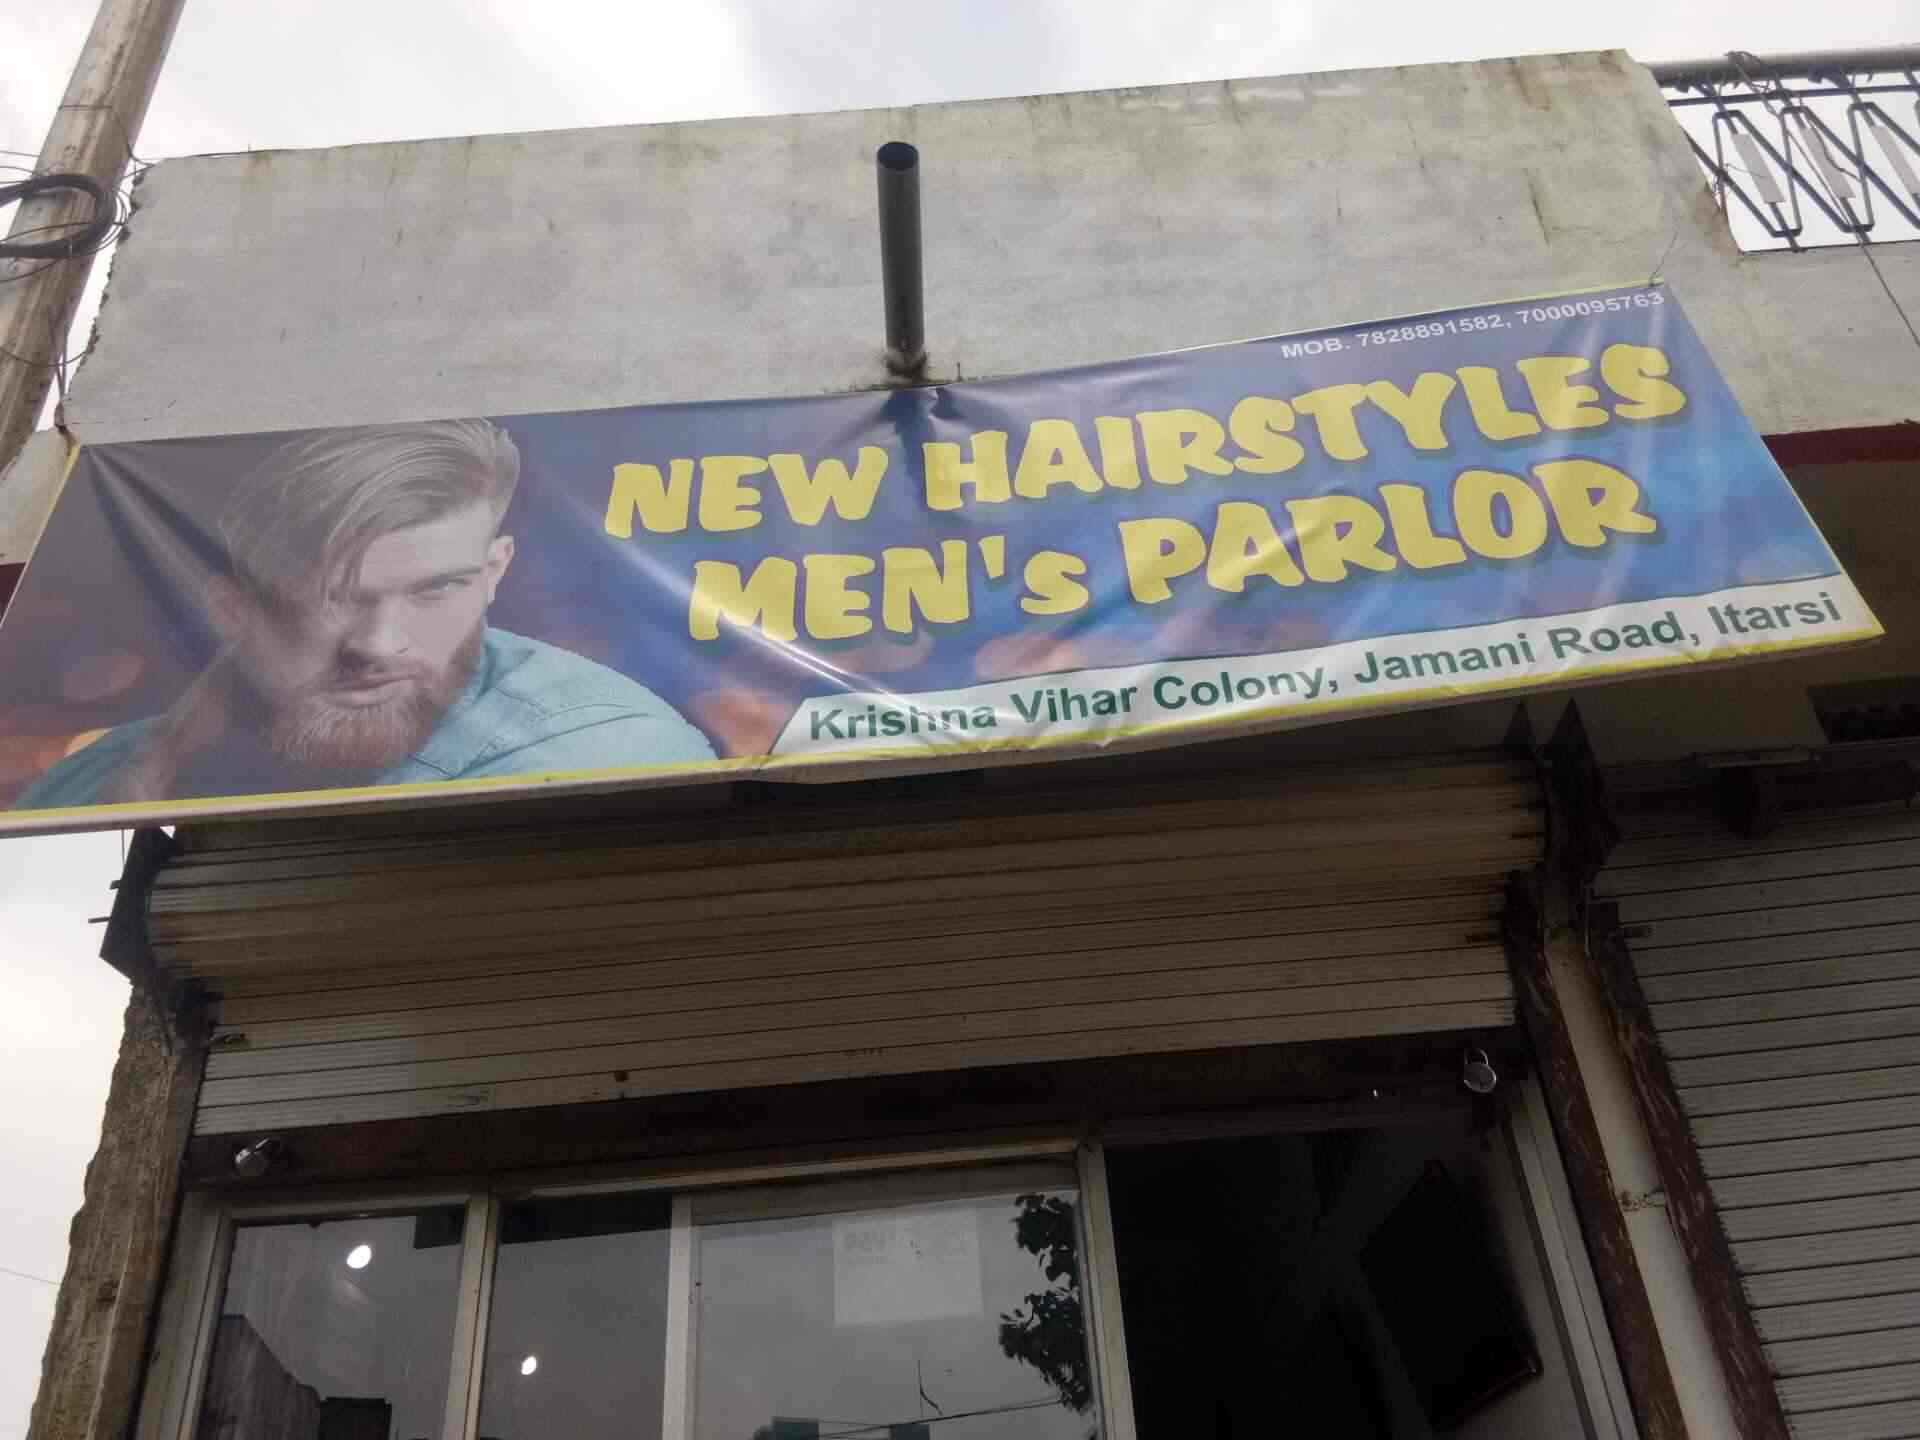 MOB. 7828891582, 7000095763
NEW HAIRSTYLES
MEN's PARLOR
Krishna Vihar Colony, Jamani Road, Itarsi